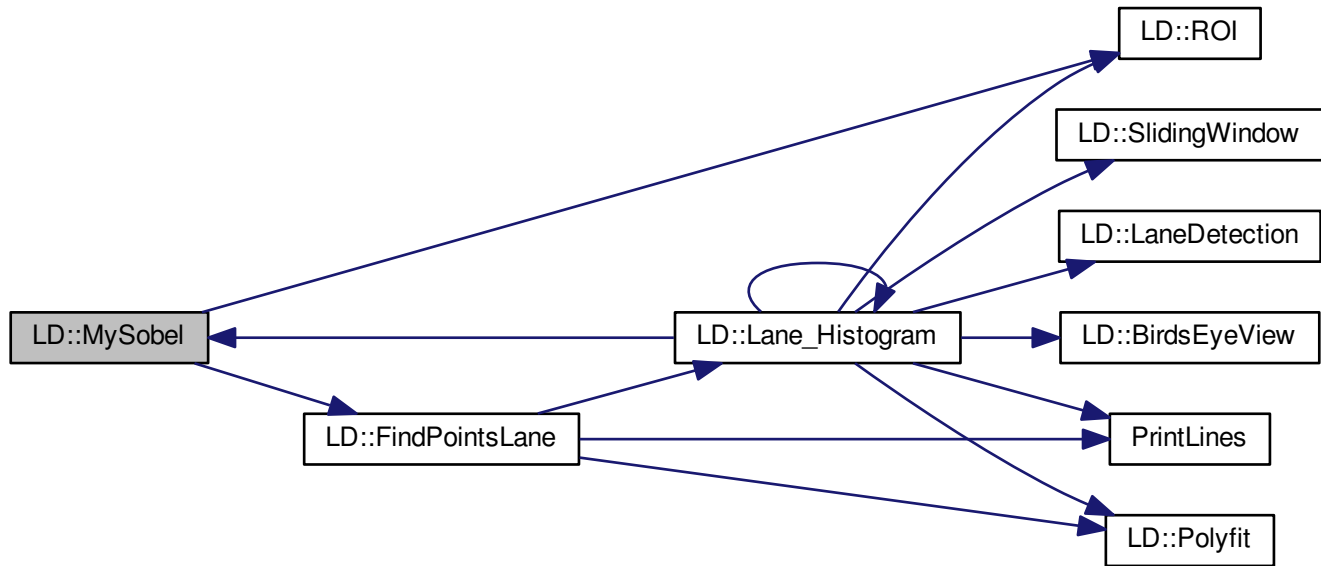 LD::ROI
LD::SlidingWindow
LD::LaneDetection
LD::MySobel
LD::Lane_Histogram
LD::BirdsEyeView
LD::FindPointsLane
PrintLines
LD::Polyfit